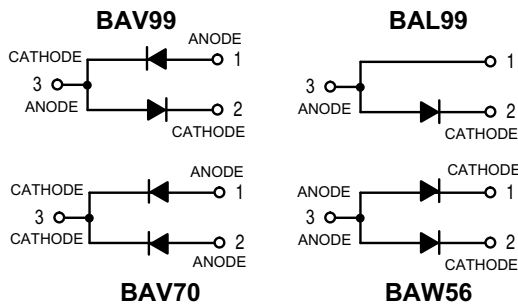 BAV99
CATHODE
ANODE
3
1
ANODE
2
CATHODE
BAL99
1
3
ANODE
2
CATHODE
CATHODE
ANODE
3
1
CATHODE
2
ANODE
BAV70
ANODE
CATHODE
3
1
ANODE
2
CATHODE
BAW56